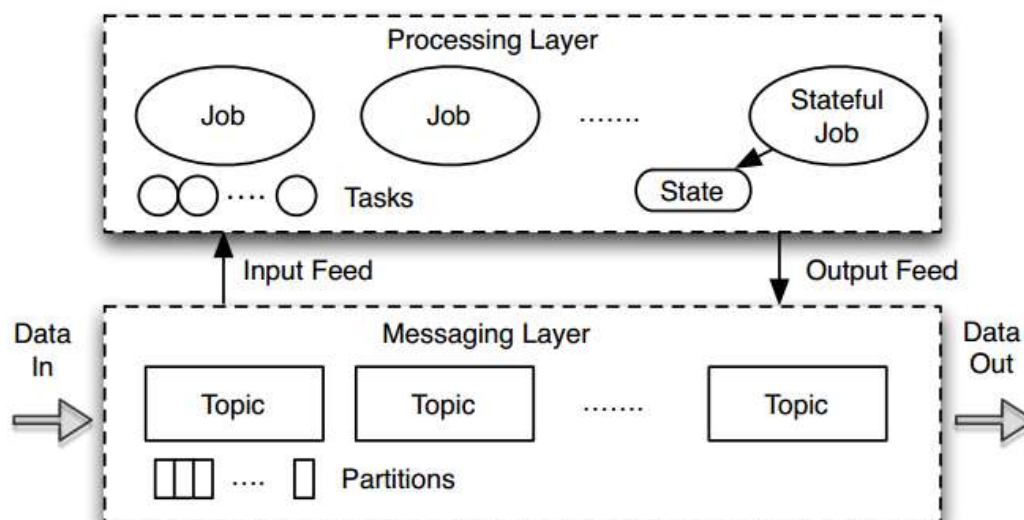 Processing Layer
Job
Job
.......
Stateful
Job
.... Tasks
State
Input Feed
Output Feed
Data
In
Messaging Layer
Data
Out
Topic
Topic
.......
Topic
.... Partitions